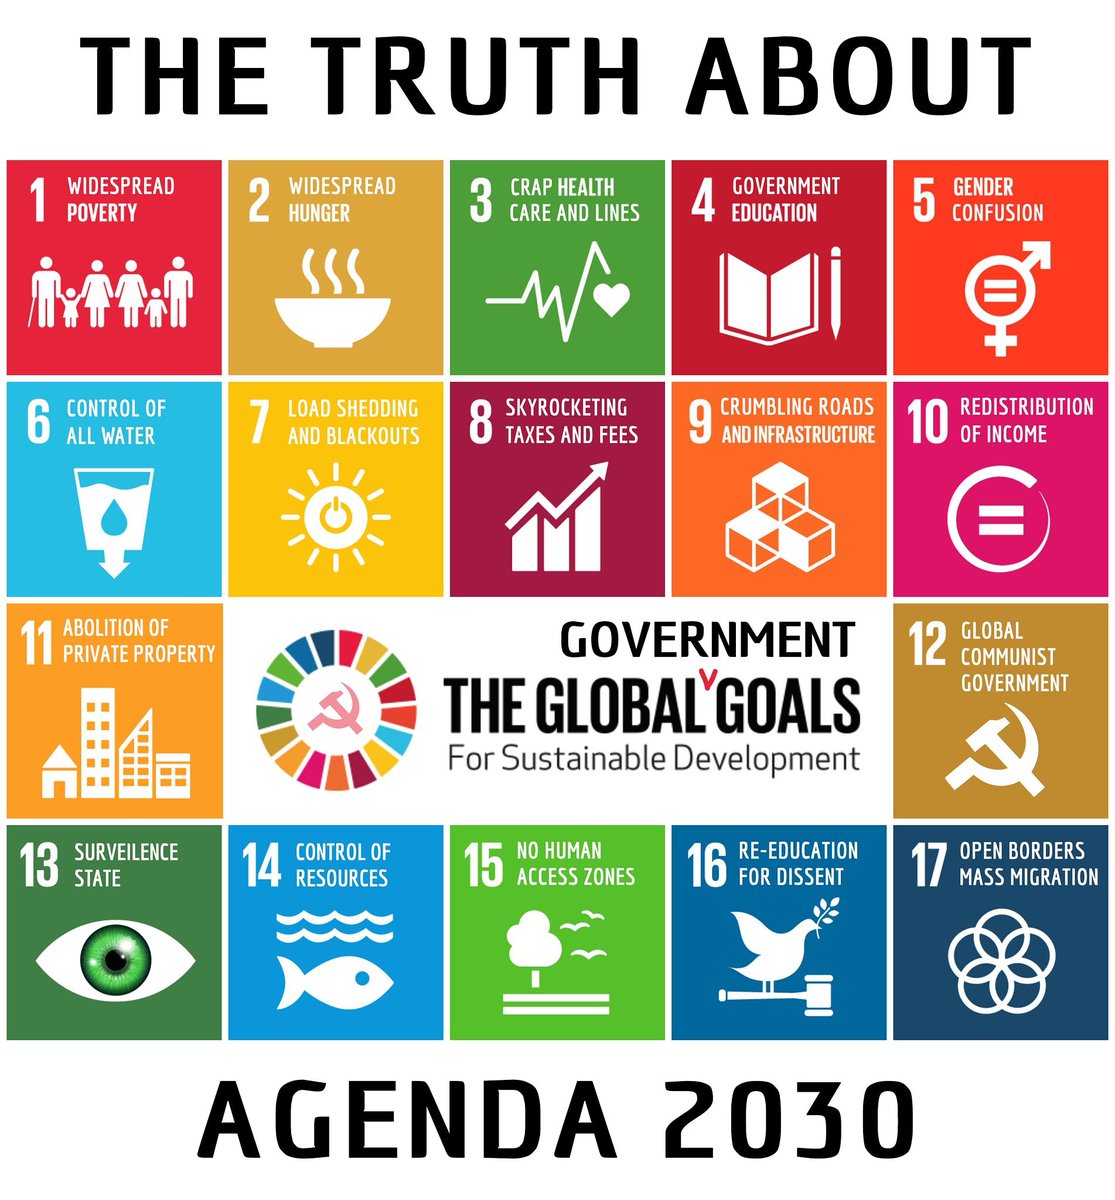 THE TRUTH ABOUT
1 WIDESPREAD
POVERTY
2 WIDESPREAD
HUNGER
3 CRAP HEALTH
CARE AND LINES
4 GOVERNMENT
EDUCATION
5 GENDER
CONFUSION
6 CONTROL OF
ALL WATER
7 LOAD SHEDDING
AND BLACKOUTS
8 SKYROCKETING
TAXES AND FEES
9 CRUMBLING ROADS
AND INFRASTRUCTURE
10 REDISTRIBUTION
OF INCOME
11 ABOLITION OF
PRIVATE PROPERTY
GOVERNMENT
THE GLOBAL GOALS
For Sustainable Development
12 GLOBAL
COMMUNIST
GOVERNMENT
13 SURVEILENCE
STATE
14 CONTROL OF
RESOURCES
15 NO HUMAN
ACCESS ZONES
16 RE-EDUCATION
FOR DISSENT
17 OPEN BORDERS
MASS MIGRATION
AGENDA 2030